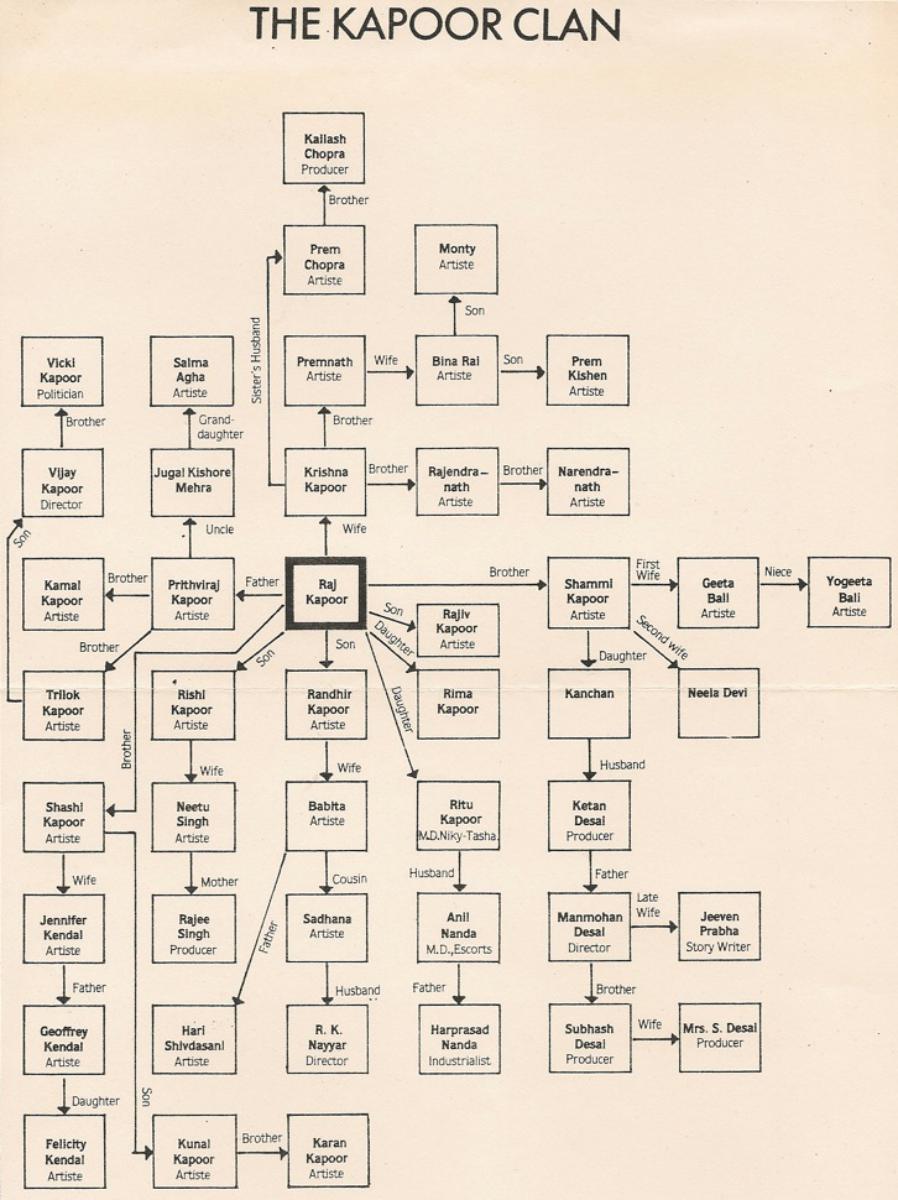 THE KAPOOR CLAN
Kailash
Chopra
Producer
Brother
Prem
Chopra
Artiste
Monty
Artiste
Sister's Husband
Son
Vicki
Kapoor
Politician
Salma
Agha
Artiste
Premnath
Artiste
Wife
Bina Rai
Artiste
Son
Prem
Kishen
Artiste
Brother
Grand-
daughter
Brother
Vijay
Kapoor
Director
Jugal Kishore
Mehra
Krishna
Kapoor
Brother
Rajendra-
nath
Artiste
Brother
Narendra-
nath
Artiste
Son
Uncle
Wife
Kamal
Kapoor
Artiste
Brother
Prithviraj
Kapoor
Artiste
Father
Raj
Kapoor
Brother
Shammi
Kapoor
Artiste
First
Wife
Geeta
Bali
Artiste
Niece
Yogeeta
Bali
Artiste
Son
Rajiv
Kapoor
Artiste
Brother
Son
Son
Daughter
Daughter
Second wife
Trilok
Kapoor
Artiste
Rishi
Kapoor
Artiste
Randhir
Kapoor
Artiste
Daughter
Rima
Kapoor
Kanchan
Neela Devi
Brother
Wife
Wife
Husband
Shashi
Kapoor
Artiste
Neetu
Singh
Artiste
Babita
Artiste
Ritu
Kapoor
M.D.Niky-Tasha.
Ketan
Desai
Producer
Wife
Mother
Cousin
Husband
Father
Jennifer
Kendal
Artiste
Rajee
Singh
Producer
Father
Sadhana
Artiste
Anil
Nanda
M.D.,Escorts
Manmohan
Desai
Director
Late
Wife
Jeeven
Prabha
Story Writer
Father
Husband
Father
Brother
Geoffrey
Kendal
Artiste
Hari
Shivdasani
Artiste
R. K.
Nayyar
Director
Harprasad
Nanda
Industrialist
Subhash
Desai
Producer
Wife
Mrs. S. Desai
Producer
Daughter
Son
Felicity
Kendal
Artiste
Kunal
Kapoor
Artiste
Brother
Karan
Kapoor
Artiste